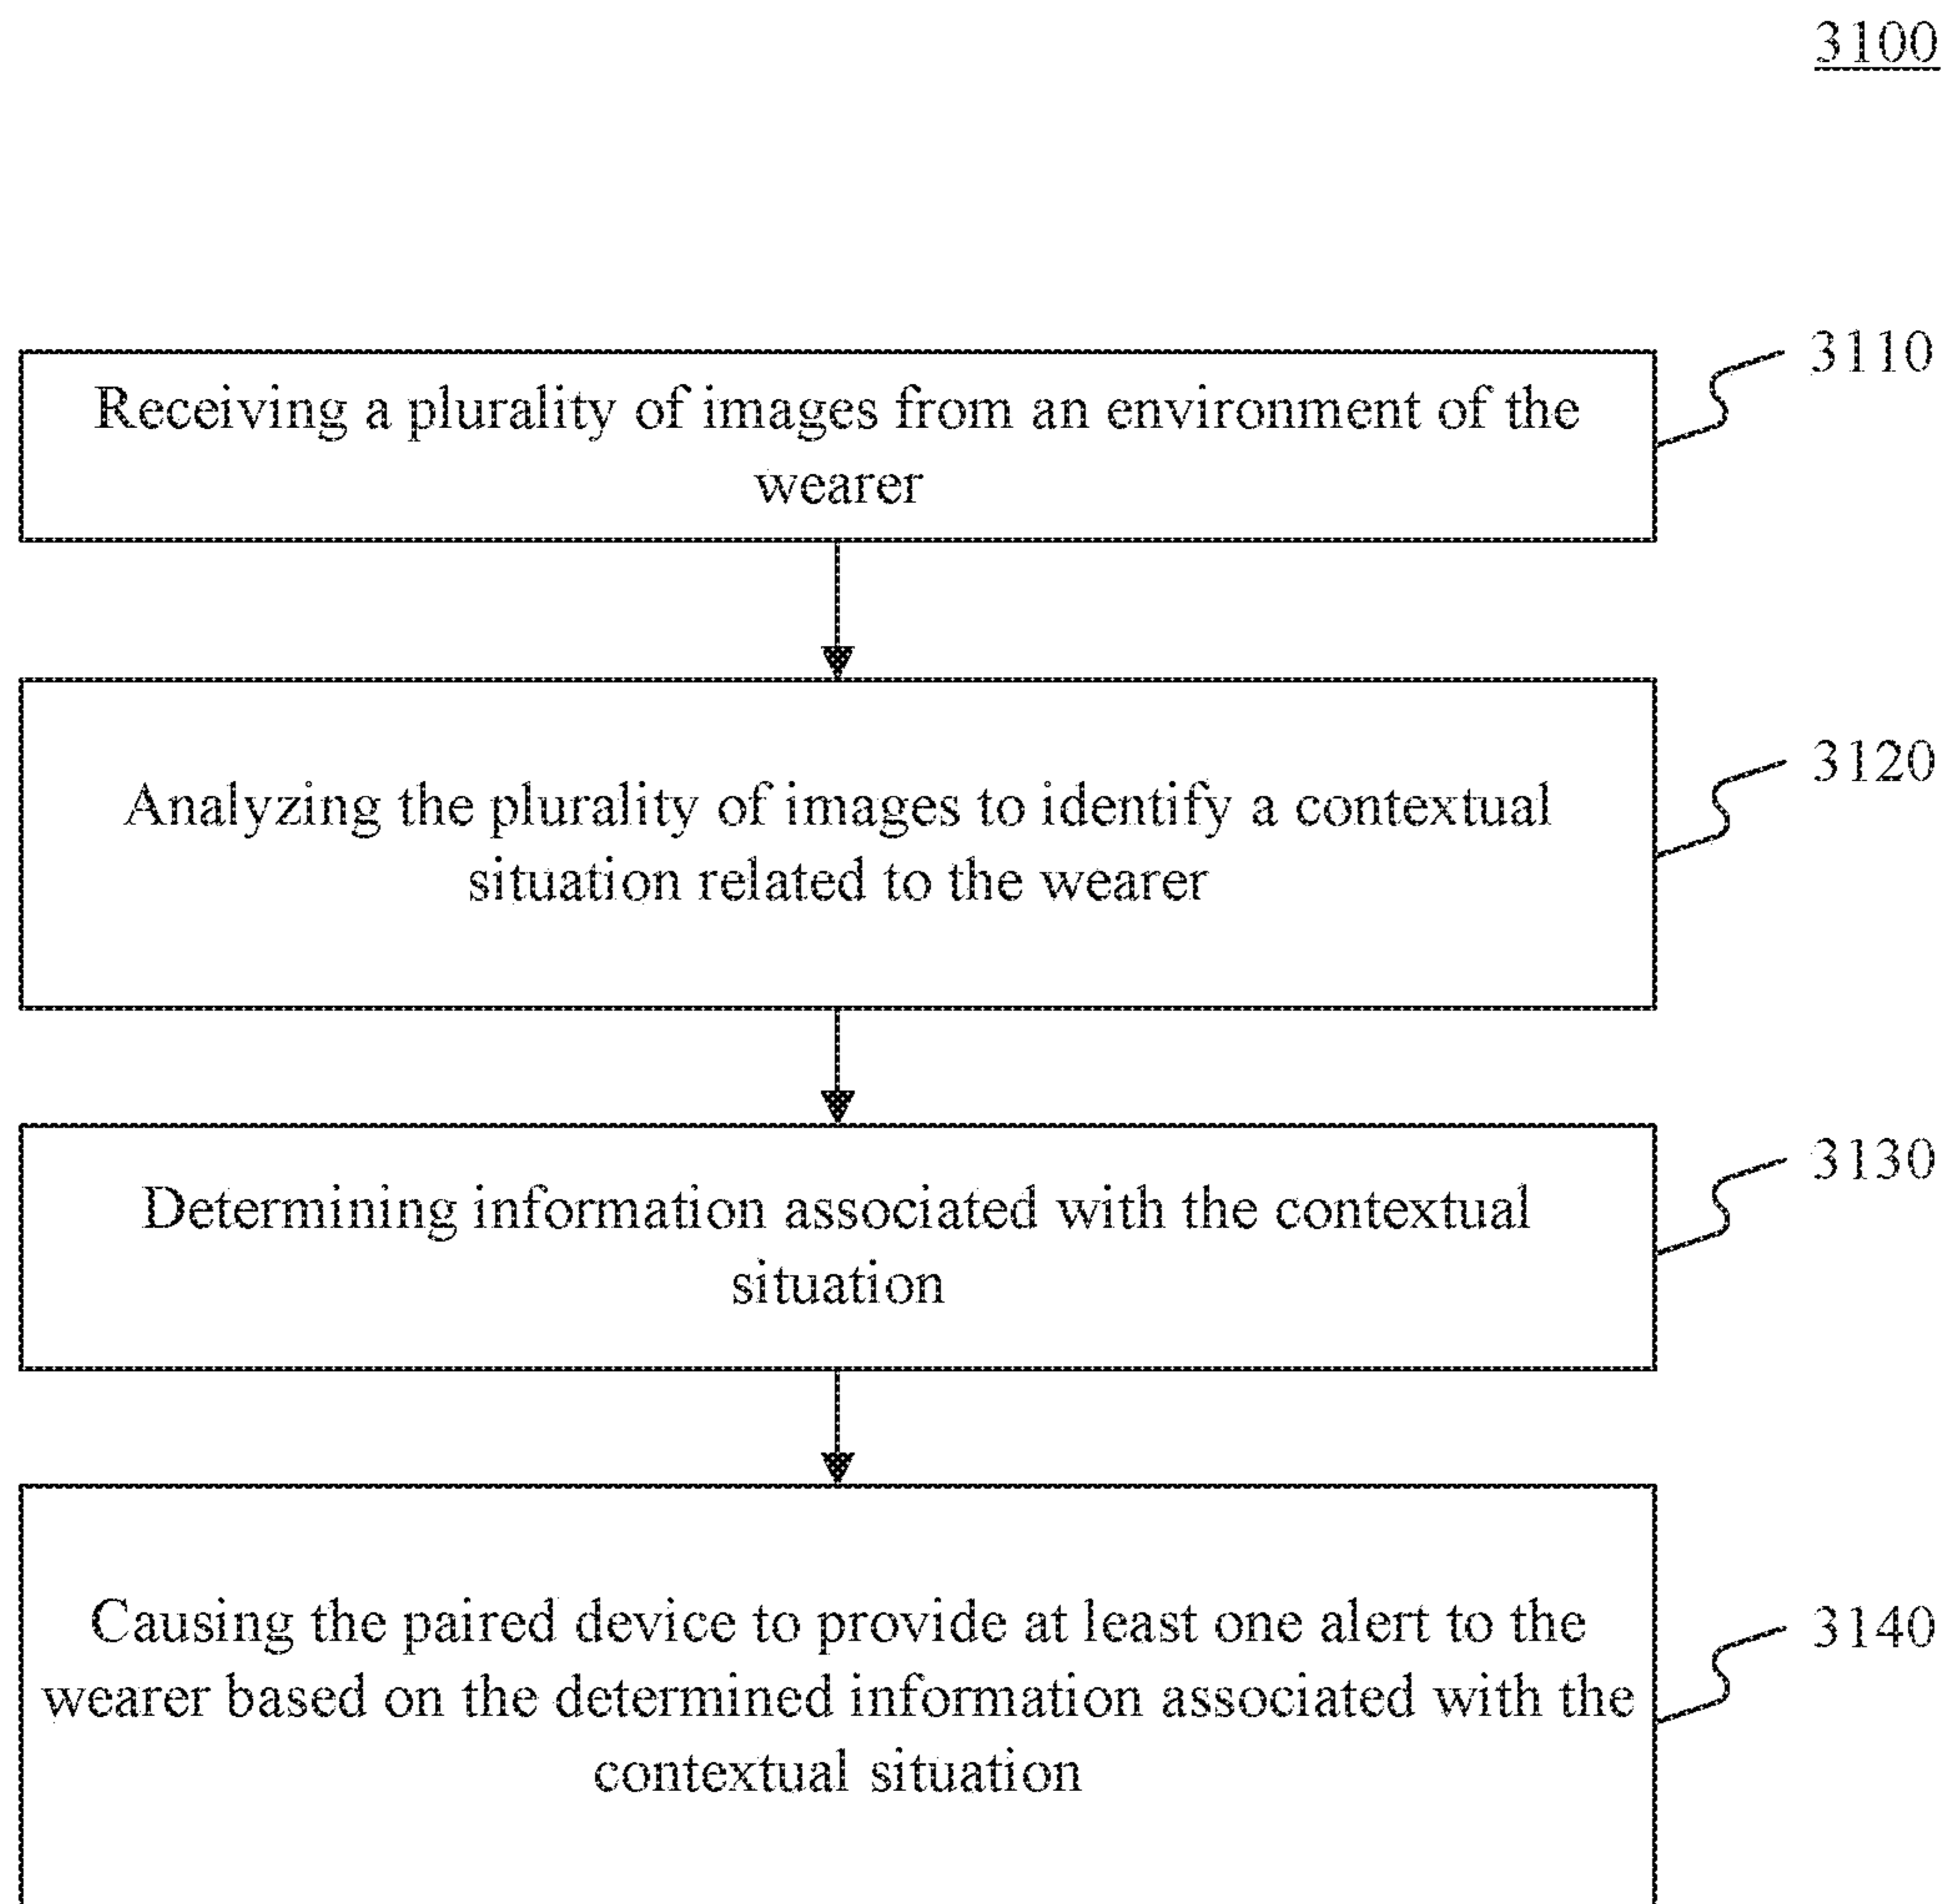 3100
3110
Receiving a plurality of images from an environment of the
wearer
3120
Analyzing the plurality of images to identify a contextual
situation related to the wearer
3130
Determining information associated with the contextual
situation
3140
Causing the paired device to provide at least one alert to the
wearer based on the determined information associated with the
contextual situation